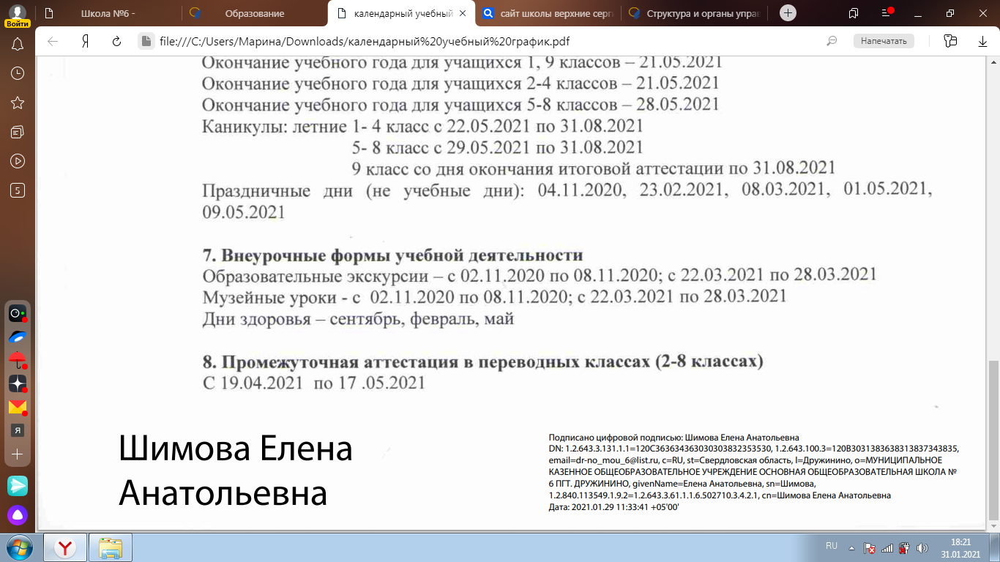 Школа №6 -
Образование
календарный учебный
сайт школы верхние серги
Структура и органы управ
Войти
file:///C:/Users/Марина/Downloads/календарный%20учебный%20график.pdf
Напечатать
Окончание учебного года для учащихся 1, 9 классов – 21.05.2021
Окончание учебного года для учащихся 2-4 классов – 21.05.2021
Окончание учебного года для учащихся 5-8 классов – 28.05.2021
Каникулы: летние 1- 4 класс с 22.05.2021 по 31.08.2021
5- 8 класс с 29.05.2021 по 31.08.2021
9 класс со дня окончания итоговой аттестации по 31.08.2021
Праздничные дни (не учебные дни): 04.11.2020, 23.02.2021, 08.03.2021, 01.05.2021,
09.05.2021
7. Внеурочные формы учебной деятельности
Образовательные экскурсии – с 02.11.2020 по 08.11.2020; с 22.03.2021 по 28.03.2021
Музейные уроки - с 02.11.2020 по 08.11.2020; с 22.03.2021 по 28.03.2021
Дни здоровья – сентябрь, февраль, май
8. Промежуточная аттестация в переводных классах (2-8 классах)
С 19.04.2021 по 17 .05.2021
Шимова Елена
Анатольевна
Подписано цифровой подписью: Шимова Елена Анатольевна
DN: 1.2.643.3.131.1.1=120C363634363030303832353530, 1.2.643.100.3=120B3031383638313837343835,
email=dr-no_mou_6@list.ru, c=RU, st=Свердловская область, l=Дружинино, o=МУНИЦИПАЛЬНОЕ
КАЗЕННОЕ ОБЩЕОБРАЗОВАТЕЛЬНОЕ УЧРЕЖДЕНИЕ ОСНОВНАЯ ОБЩЕОБРАЗОВАТЕЛЬНАЯ ШКОЛА №
6 ПГТ. ДРУЖИНИНО, givenName=Елена Анатольевна, sn=Шимова,
1.2.840.113549.1.9.2=1.2.643.3.61.1.1.6.502710.3.4.2.1, cn=Шимова Елена Анатольевна
Дата: 2021.01.29 11:33:41 +05'00'
5
Я
RU
18:21
31.01.2021